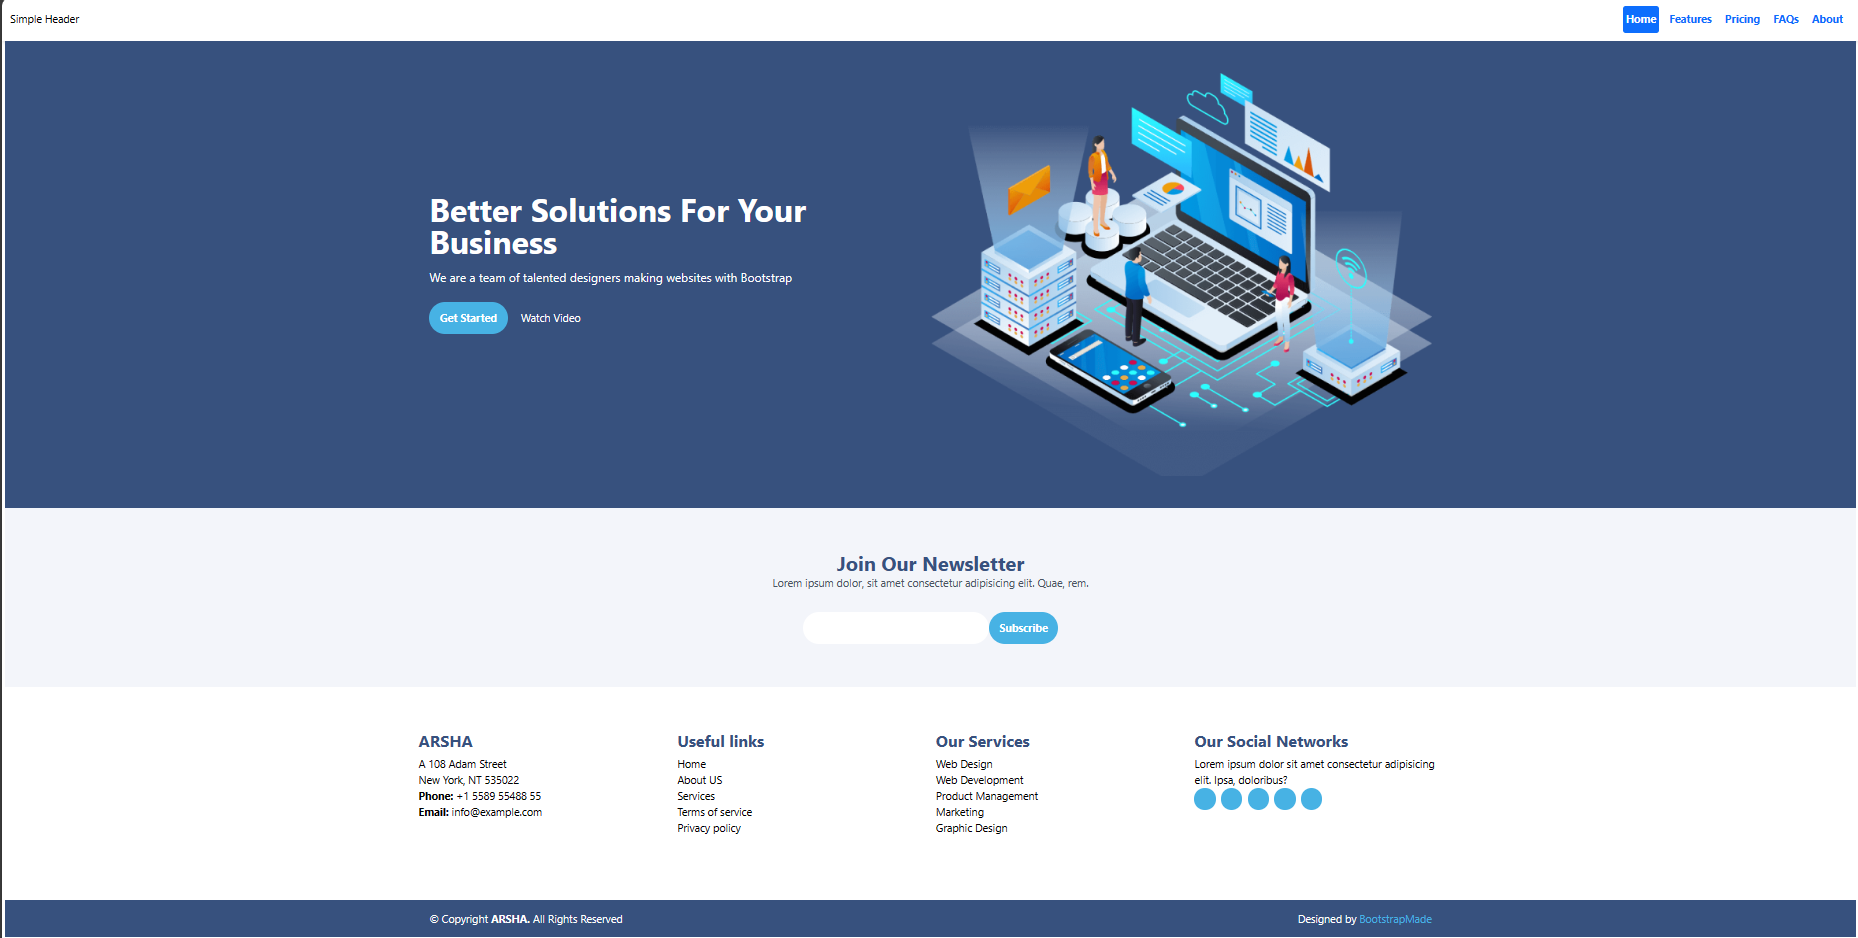 Simple Header
Home Features Pricing FAQs About
Better Solutions For Your
Business
We are a team of talented designers making websites with Bootstrap
Get Started Watch Video
Join Our Newsletter
Lorem ipsum dolor, sit amet consectetur adipisicing elit. Quae, rem.
Subscribe
ARSHA
A 108 Adam Street
New York, NT 535022
Phone: +1 5589 55488 55
Email: info@example.com
Useful links
Home
About US
Services
Terms of service
Privacy policy
Our Services
Web Design
Web Development
Product Management
Marketing
Graphic Design
Our Social Networks
Lorem ipsum dolor sit amet consectetur adipisicing
elit. Ipsa, doloribus?
© Copyright ARSHA. All Rights Reserved
Designed by BootstrapMade